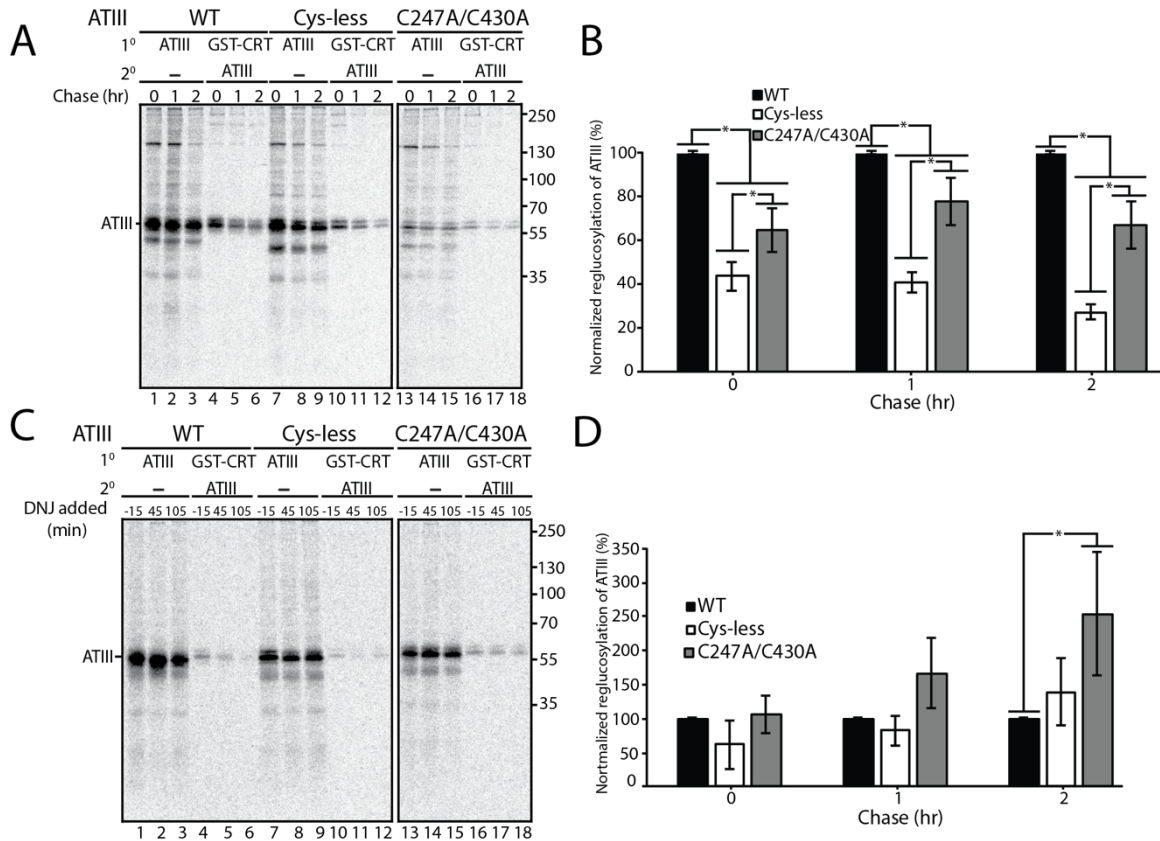 A
ATIII WT Cys-less C247A/C430A
1⁰ ATIII GST-CRT ATIII GST-CRT ATIII GST-CRT
2⁰ – ATIII – ATIII – ATIII
Chase (hr) 0 1 2 0 1 2 0 1 2 0 1 2 0 1 2 0 1 2
250
130
100
70
ATIII
55
35
1 2 3 4 5 6 7 8 9 10 11 12 13 14 15 16 17 18
B
WT
Cys-less
C247A/C430A
* * *
* * *
Normalized reglucosylation of ATIII (%)
100
80
60
40
20
0
0 1 2
Chase (hr)
C
ATIII WT Cys-less C247A/C430A
1⁰ ATIII GST-CRT ATIII GST-CRT ATIII GST-CRT
2⁰ – ATIII – ATIII – ATIII
DNJ added -15 45 105 -15 45 105 -15 45 105 -15 45 105 -15 45 105 -15 45 105
(min)
250
130
100
70
ATIII
55
35
1 2 3 4 5 6 7 8 9 10 11 12 13 14 15 16 17 18
D
*
Nortmalized reglucosylation of ATIII (%)
350
300
250
200
150
100
50
0
WT
Cys-less
C247A/C430A
0 1 2
Chase (hr)